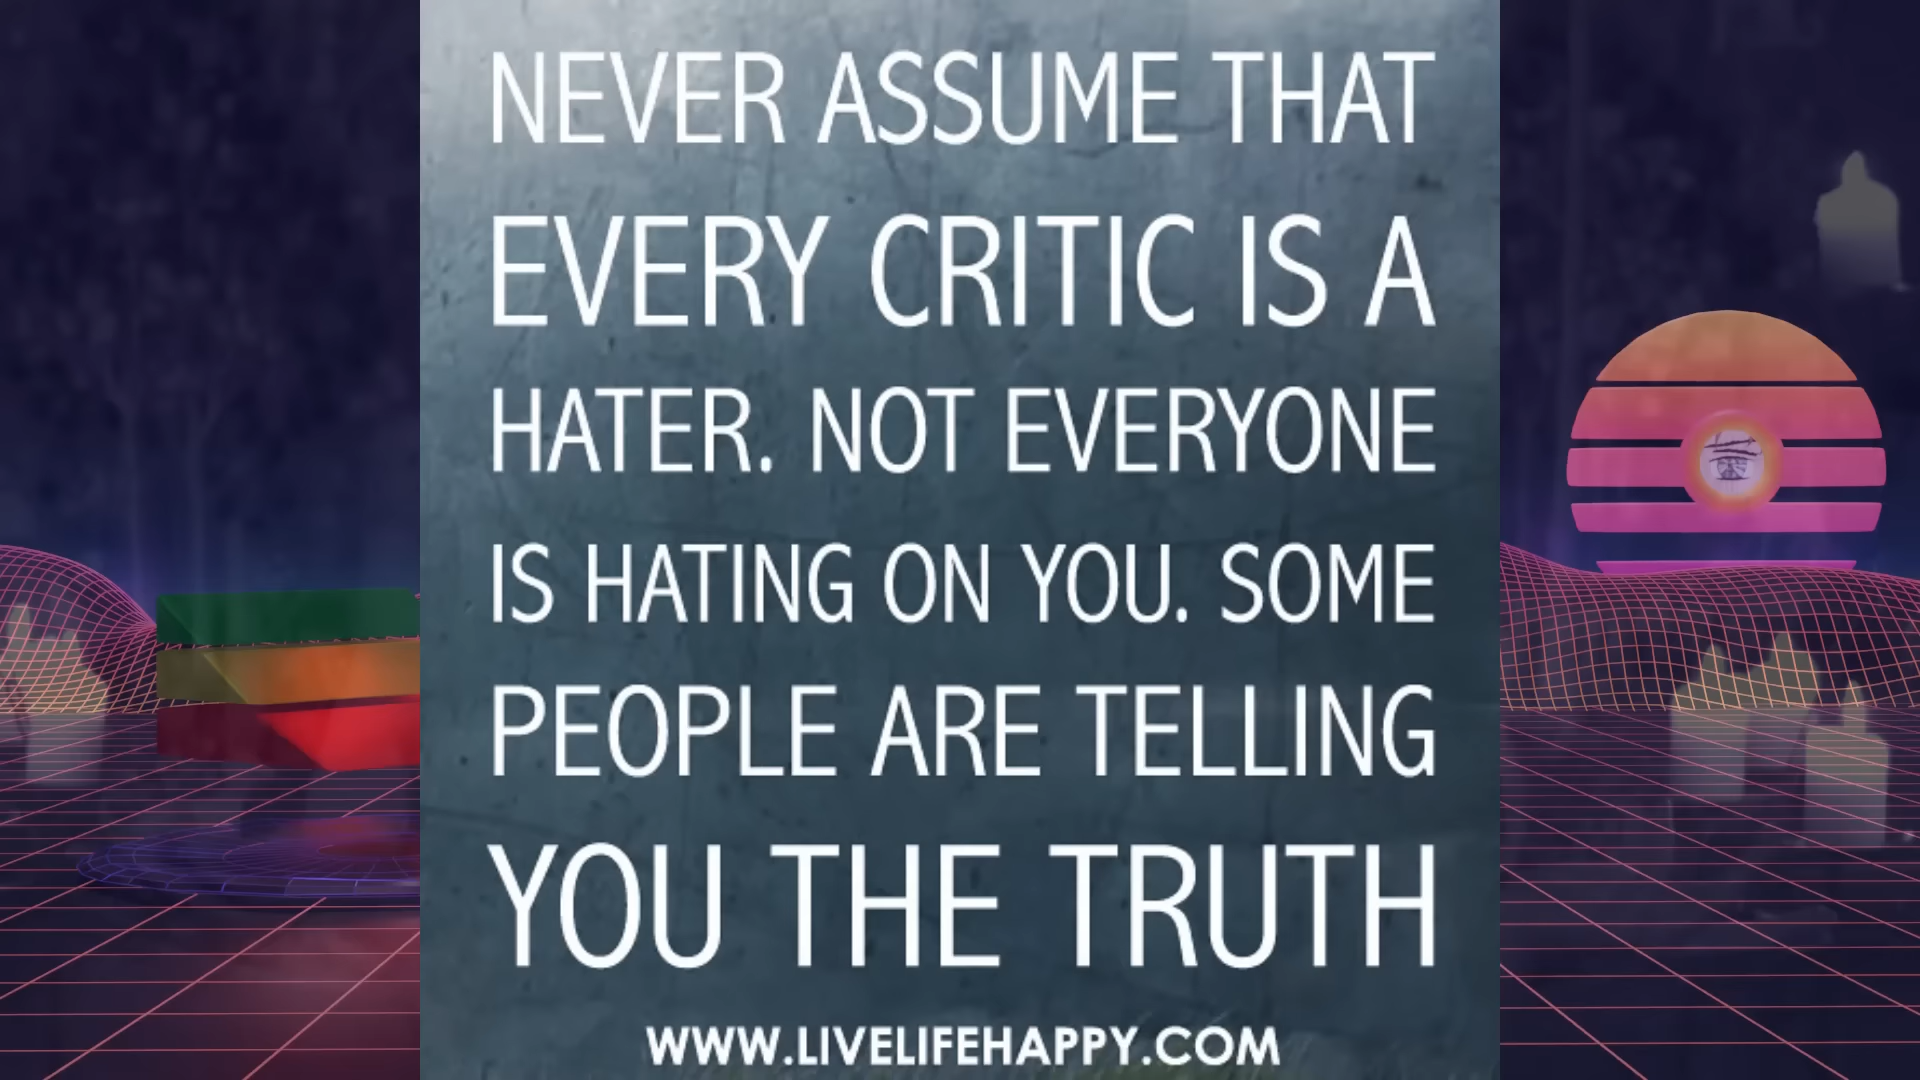 NEVER ASSUME THAT
EVERY CRITIC IS A
HATER. NOT EVERYONE
IS HATING ON YOU. SOME
PEOPLE ARE TELLING
YOU THE TRUTH
WWW.LIVELIFEHAPPY.COM